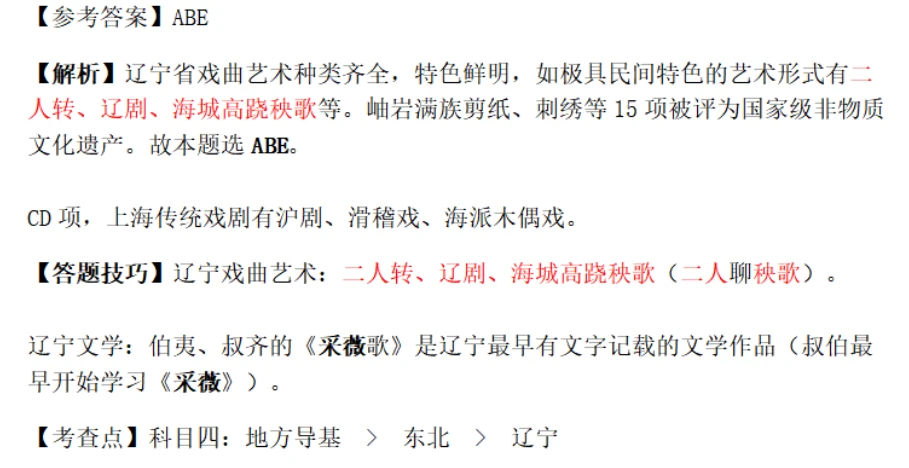 【参考答案】ABE
【解析】辽宁省戏曲艺术种类齐全，特色鲜明，如极具民间特色的艺术形式有二
人转、辽剧、海城高跷秧歌等。岫岩满族剪纸、刺绣等 15 项被评为国家级非物质
文化遗产。故本题选 ABE。
CD 项，上海传统戏剧有沪剧、滑稽戏、海派木偶戏。
【答题技巧】辽宁戏曲艺术：二人转、辽剧、海城高跷秧歌（二人聊秧歌）。
辽宁文学：伯夷、叔齐的《采薇歌》是辽宁最早有文字记载的文学作品（叔伯最
早开始学习《采薇》）。
【考查点】科目四：地方导基 > 东北 > 辽宁